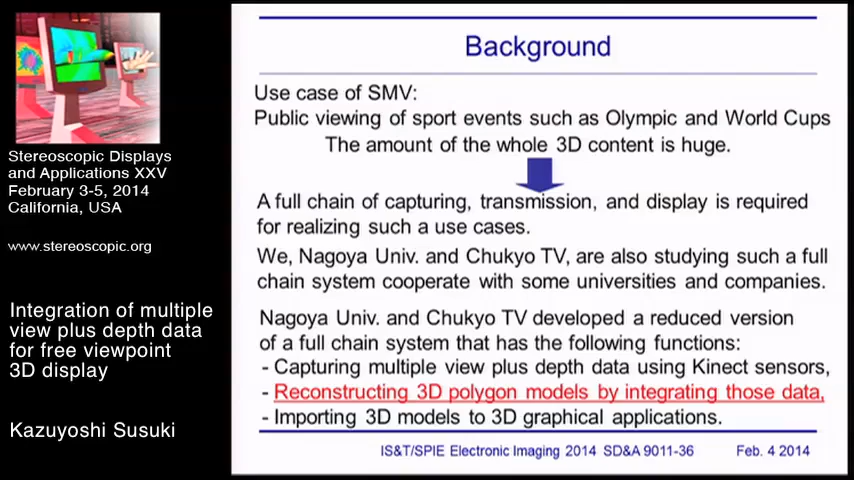 Stereoscopic Displays
and Applications XXV
February 3-5, 2014
California, USA
www.stereoscopic.org
Integration of multiple
view plus depth data
for free viewpoint
3D display
Kazuyoshi Susuki
Background
Use case of SMV:
Public viewing of sport events such as Olympic and World Cups
The amount of the whole 3D content is huge.
A full chain of capturing, transmission, and display is required
for realizing such a use cases.
We, Nagoya Univ. and Chukyo TV, are also studying such a full
chain system cooperate with some universities and companies.
Nagoya Univ. and Chukyo TV developed a reduced version
of a full chain system that has the following functions:
- Capturing multiple view plus depth data using Kinect sensors,
- Reconstructing 3D polygon models by integrating those data,
- Importing 3D models to 3D graphical applications.
IS&T/SPIE Electronic Imaging 2014 SD&A 9011-36 Feb. 4 2014